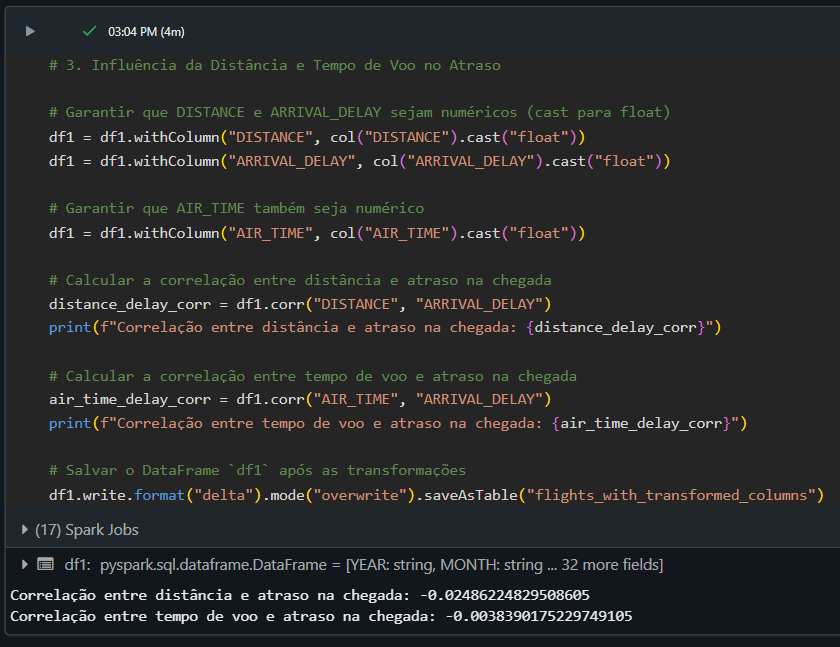 03:04 PM (4m)
# 3. Influência da Distância e Tempo de Voo no Atraso
# Garantir que DISTANCE e ARRIVAL_DELAY sejam numéricos (cast para float)
df1 = df1.withColumn("DISTANCE", col("DISTANCE").cast("float"))
df1 = df1.withColumn("ARRIVAL_DELAY", col("ARRIVAL_DELAY").cast("float"))
# Garantir que AIR_TIME também seja numérico
df1 = df1.withColumn("AIR_TIME", col("AIR_TIME").cast("float"))
# Calcular a correlação entre distância e atraso na chegada
distance_delay_corr = df1.corr("DISTANCE", "ARRIVAL_DELAY")
print(f"Correlação entre distância e atraso na chegada: {distance_delay_corr}")
# Calcular a correlação entre tempo de voo e atraso na chegada
air_time_delay_corr = df1.corr("AIR_TIME", "ARRIVAL_DELAY")
print(f"Correlação entre tempo de voo e atraso na chegada: {air_time_delay_corr}")
# Salvar o DataFrame `df1` após as transformações
df1.write.format("delta").mode("overwrite").saveAsTable("flights_with_transformed_columns")
(17) Spark Jobs
df1: pyspark.sql.dataframe.DataFrame = [YEAR: string, MONTH: string ... 32 more fields]
Correlação entre distância e atraso na chegada: -0.02486224829508605
Correlação entre tempo de voo e atraso na chegada: -0.0038390175229749105